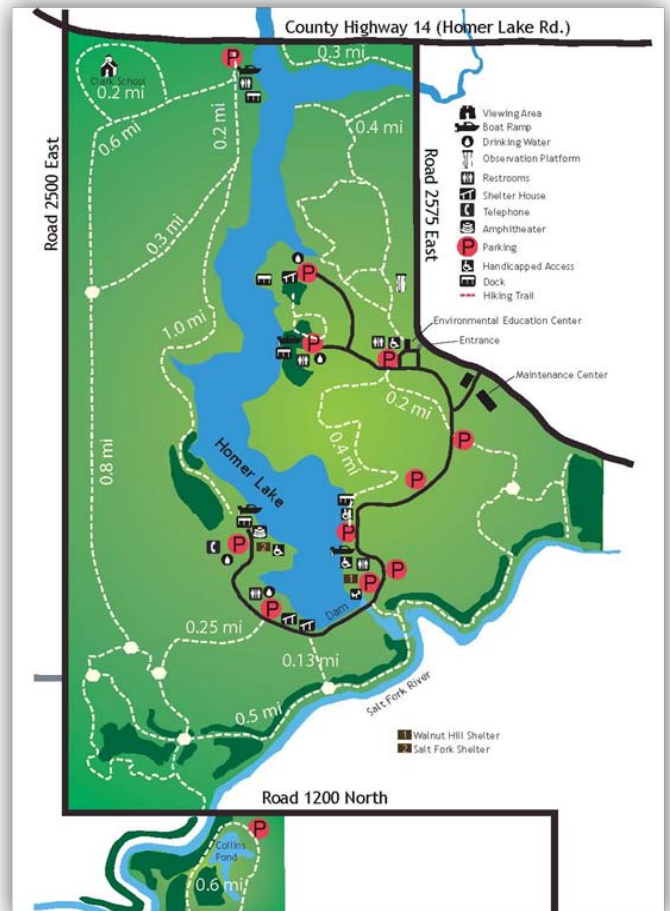 County Highway 14 (Homer Lake Rd.)
0.3 mi
P
Clark School
0.2 mi
0.2 mi
0.6 mi
0.4 mi
Road 2500 East
Road 2575 East
Viewing Area
Boat Ramp
Drinking Water
Observation Platform
Restrooms
Shelter House
Telephone
Amphitheater
P Parking
Handicapped Access
Dock
Hiking Trail
0.3 mi
P
1.0 mi
P
P
Environmental Education Center
Entrance
Maintenance Center
0.2 mi
0.4 mi
P
P
0.8 mi
Homer Lake
P
P
2
P
1
P
P
Dam
0.25 mi
0.13 mi
0.5 mi
Salt Fork River
1 Walnut Hill Shelter
2 Salt Fork Shelter
Road 1200 North
P
Collins
Pond
0.6 mi